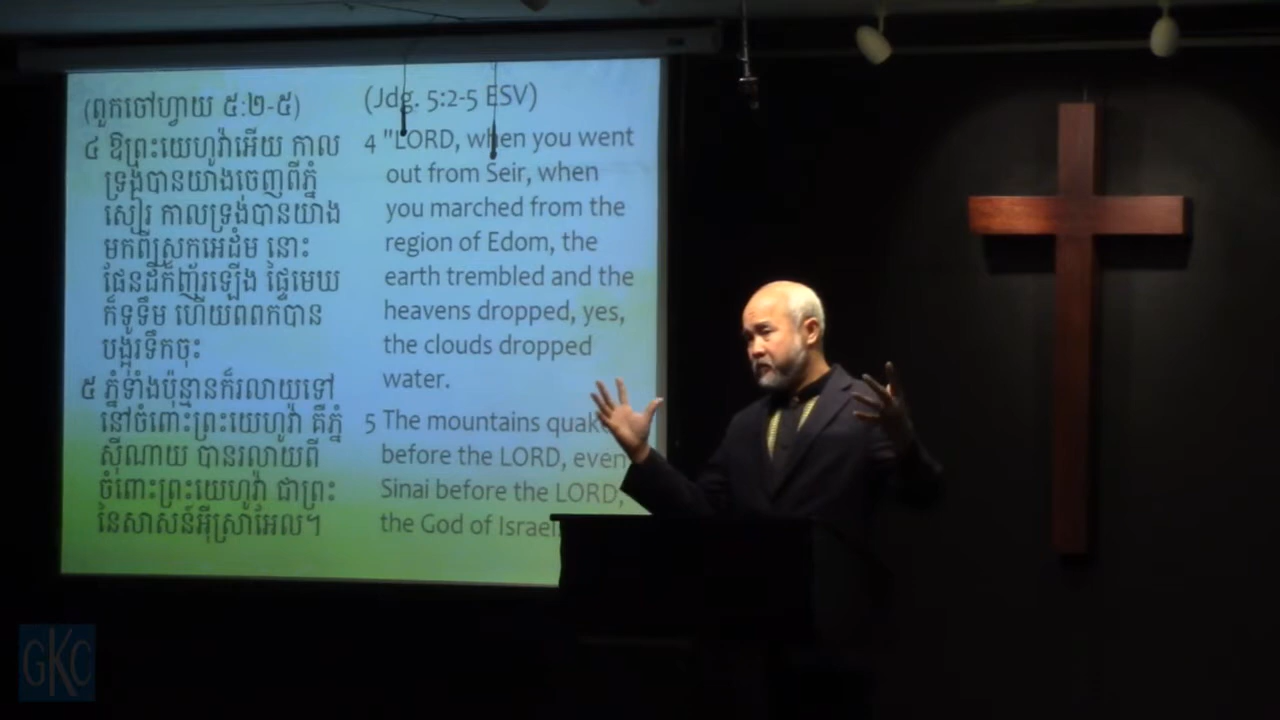 (ពួកចៅហ្វាយ ៥:២-៥)
៤ ឱព្រះយេហូវ៉ាអើយ កាល
ទ្រង់បានយាងចេញពីភ្នំ
សៀរ កាលទ្រង់បានយាង
មកពីស្រុកអេដំម នោះ
ផែនដីក៏ញ័រឡើង ផ្ទៃមេឃ
ក៏ទូទឹម ហើយពពកបាន
បង្អុរទឹកចុះ
៥ ភ្នំទាំងប៉ុន្មានក៏រលាយទៅ
នៅចំពោះព្រះយេហូវ៉ា គឺភ្នំ
ស៊ីណាយ បានរលាយពី
ចំពោះព្រះយេហូវ៉ា ជាព្រះ
នៃសាសន៍អ៊ីស្រាអែល។
(Jdg. 5:2-5 ESV)
4 "LORD, when you went
out from Seir, when
you marched from the
region of Edom, the
earth trembled and the
heavens dropped, yes,
the clouds dropped
water.
5 The mountains quak
before the LORD, even
Sinai before the LORD,
the God of Israel.
GKC